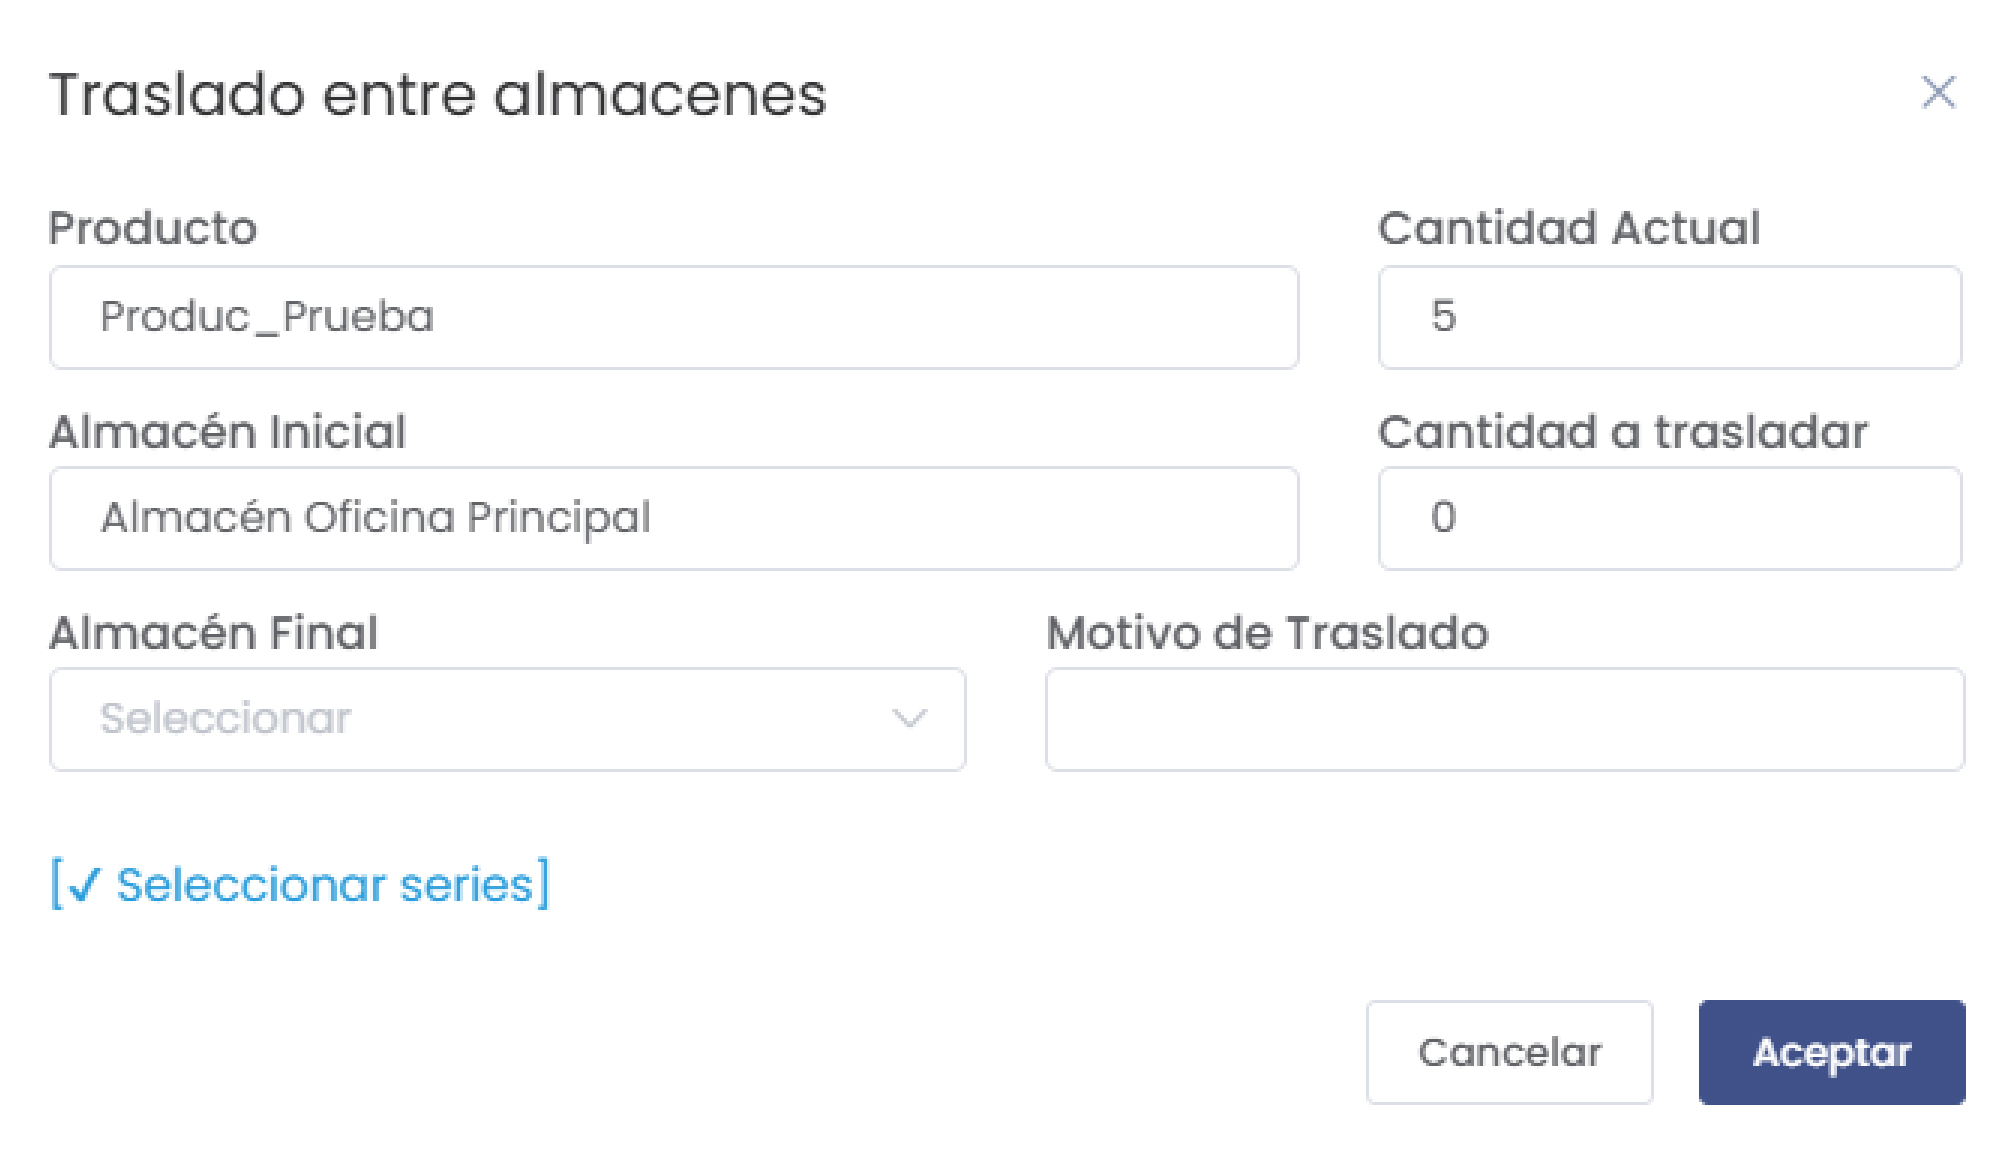 Traslado entre almacenes
Producto
Cantidad Actual
Produc_Prueba
5
Almacén Inicial
Cantidad a trasladar
Almacén Oficina Principal
0
Almacén Final
Motivo de Traslado
Seleccionar
[✓ Seleccionar series]
Cancelar
Aceptar